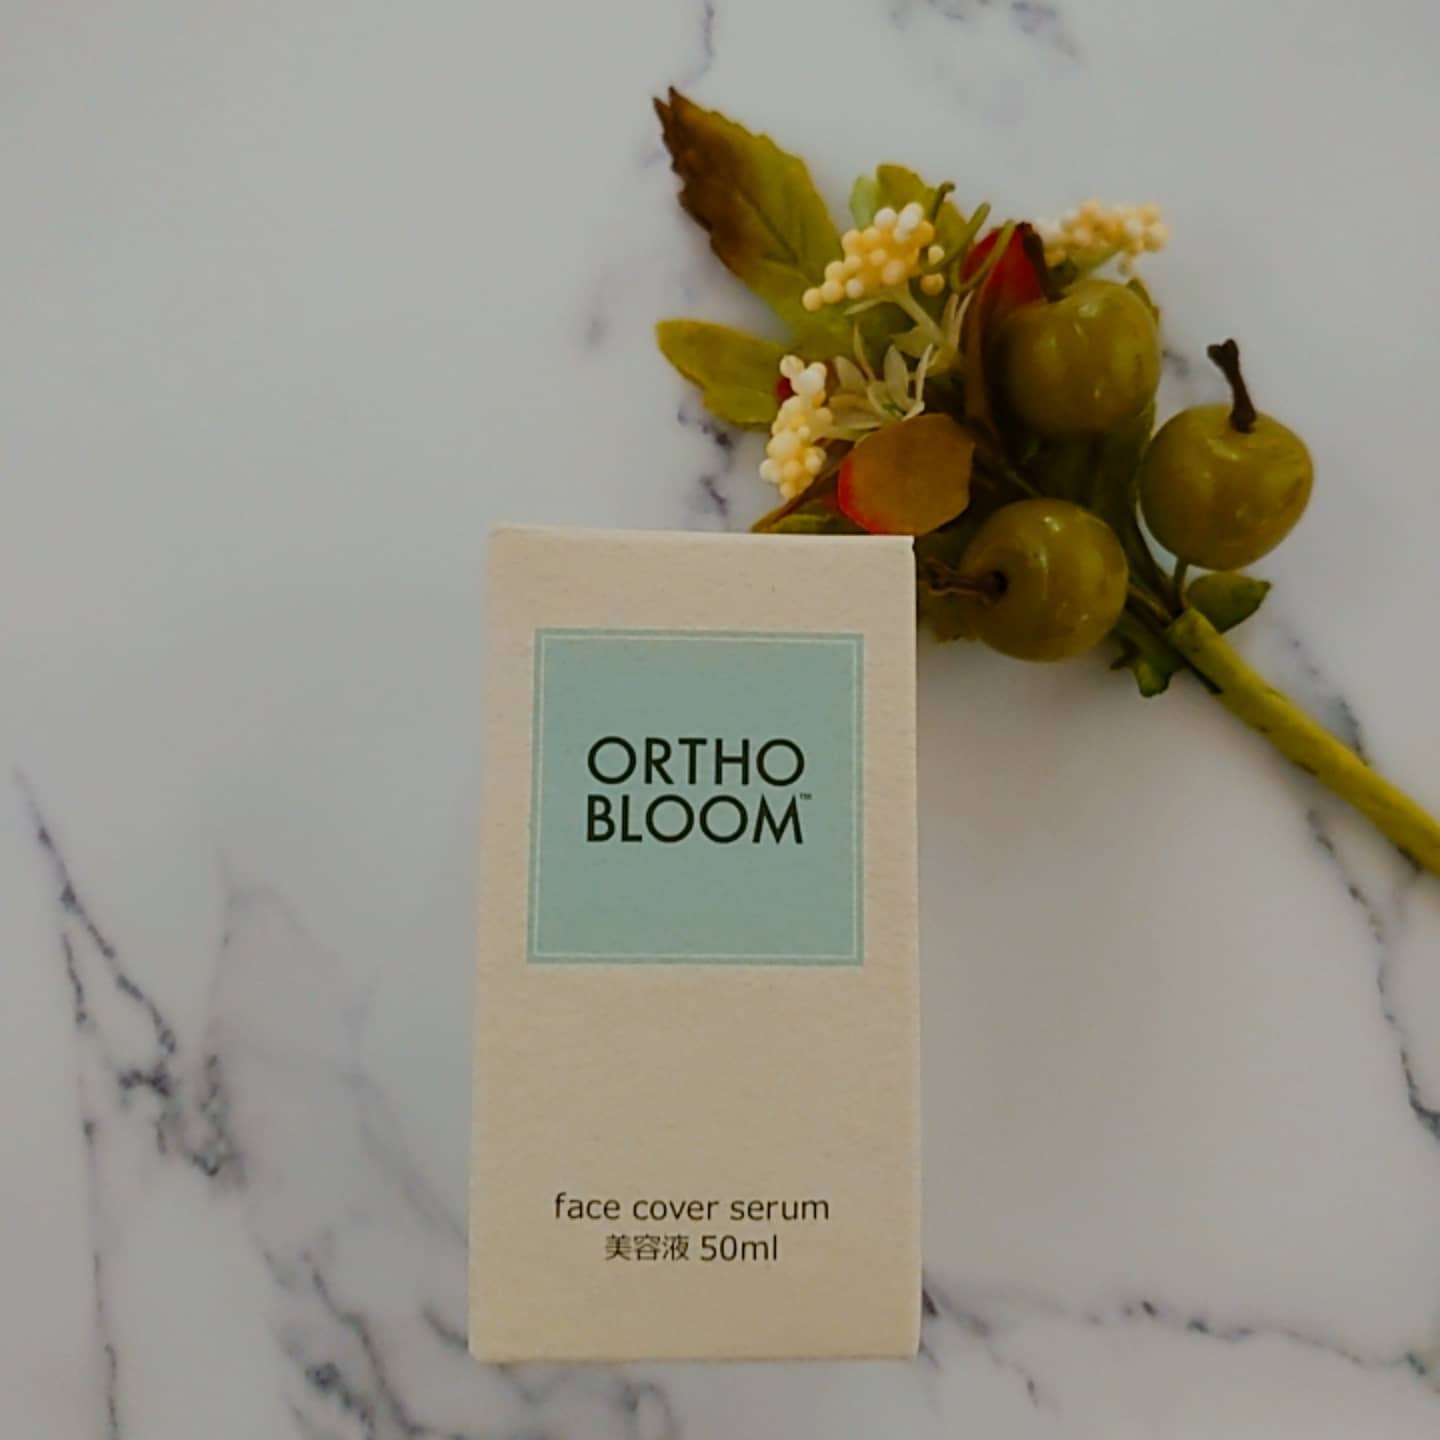 ORTHO
BLOOM™
face cover serum
美容液 50ml